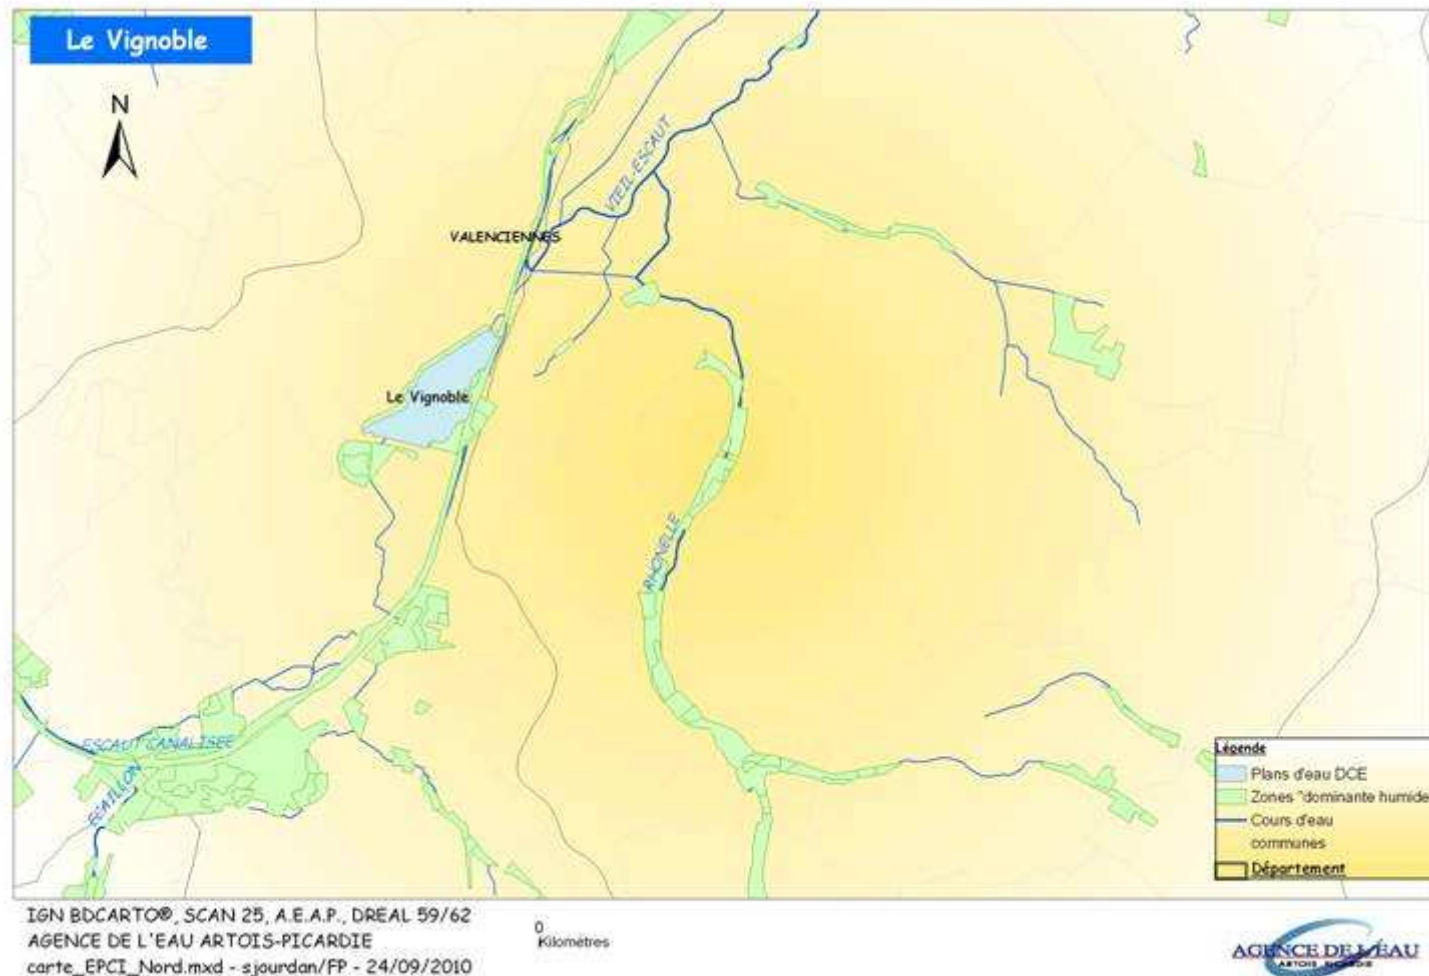 Le Vignoble
N
VIEIL-ESCAUT
VALENCIENNES
Le Vignoble
RHONELLE
ESCAUT CANALISEE
ECAILLON
Légende
Plans d'eau DCE
Zones "dominante humide
Cours d'eau
communes
Département
IGN BDCARTO®, SCAN 25, A.E.A.P., DREAL 59/62
AGENCE DE L'EAU ARTOIS-PICARDIE
carte_EPCI_Nord.mxd - sjourdan/FP - 24/09/2010
0
Kilomètres
AGENCE DE L'EAU
ARTOIS PICARDIE